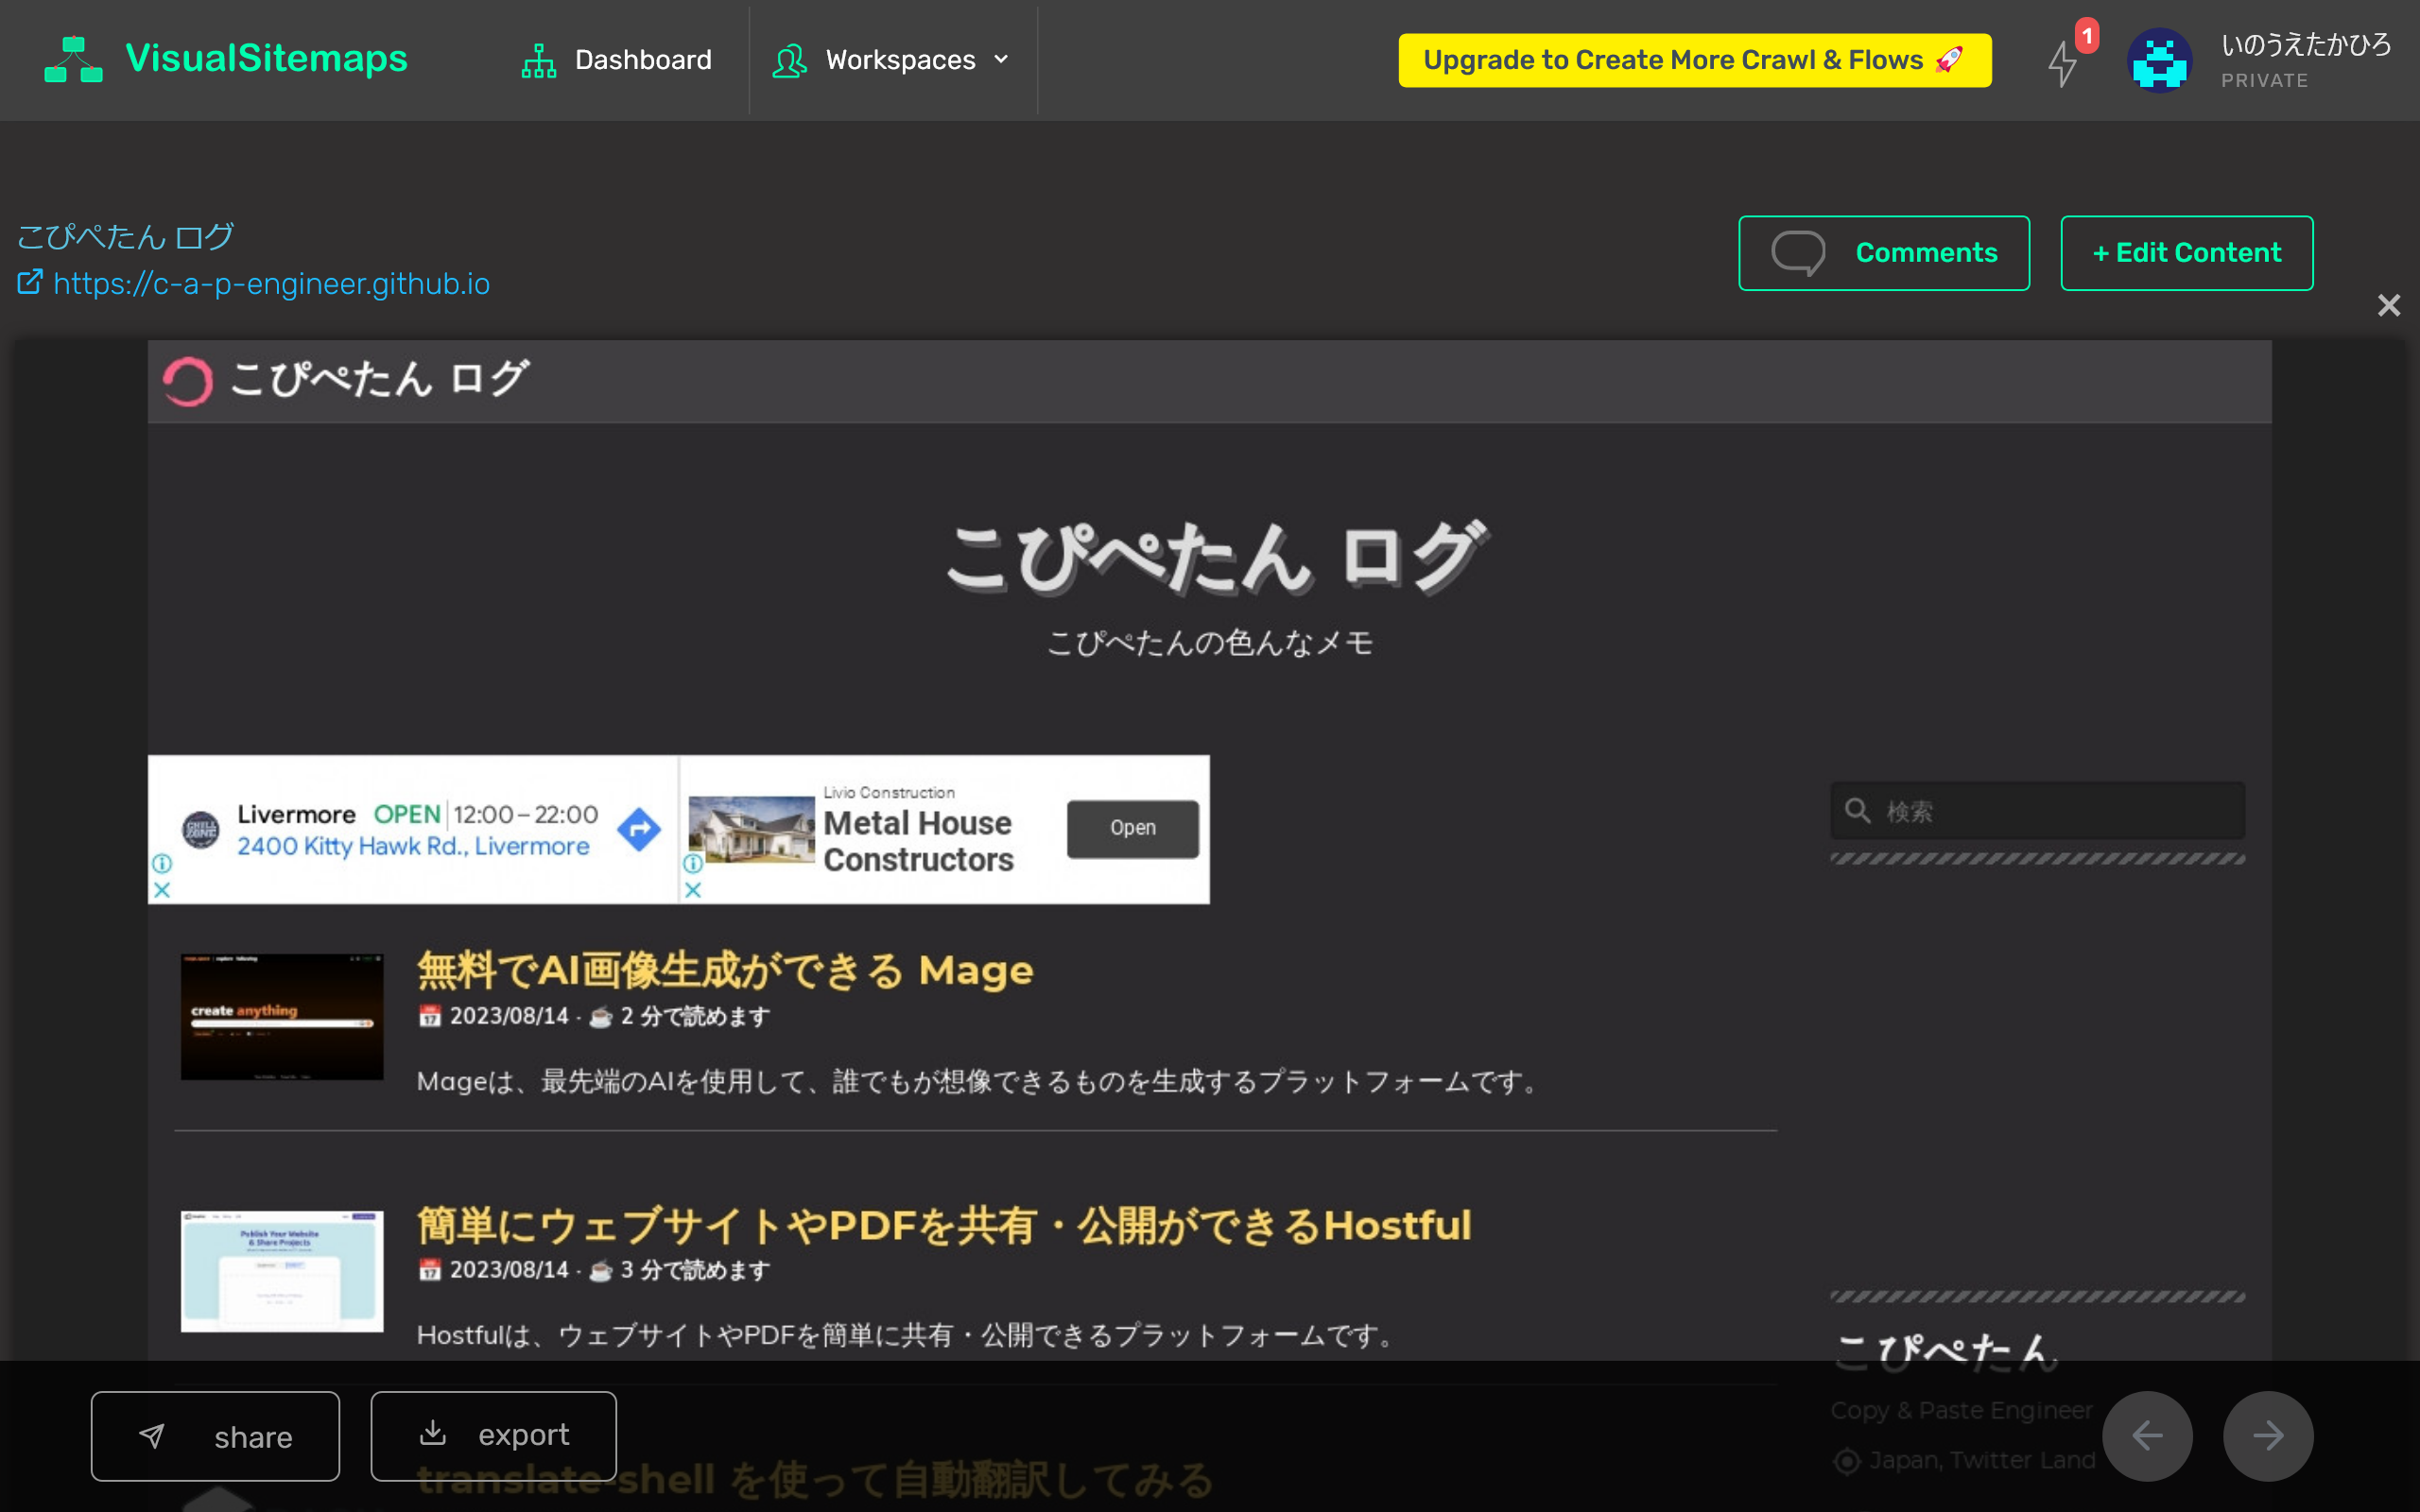 VisualSitemaps
Dashboard
Workspaces
Upgrade to Create More Crawl & Flows 🚀
1
いのうえたかひろ
PRIVATE
こぴぺたん ログ
https://c-a-p-engineer.github.io
Comments
+ Edit Content
こぴぺたん ログ
こぴぺたん ログ
こぴぺたんの色んなメモ
CHILL ZONE
Livermore OPEN 12:00 – 22:00
2400 Kitty Hawk Rd., Livermore
Livio Construction
Metal House
Constructors
Open
検索
create anything
無料でAI画像生成ができる Mage
📅 2023/08/14 · ☕ 2 分で読めます
Mageは、最先端のAIを使用して、誰でもが想像できるものを生成するプラットフォームです。
Publish Your Website
& Share Projects
簡単にウェブサイトやPDFを共有・公開ができるHostful
📅 2023/08/14 · ☕ 3 分で読めます
Hostfulは、ウェブサイトやPDFを簡単に共有・公開できるプラットフォームです。
こぴぺたん
Copy & Paste Engineer
Japan, Twitter Land
share
export
translate-shell を使って自動翻訳してみる